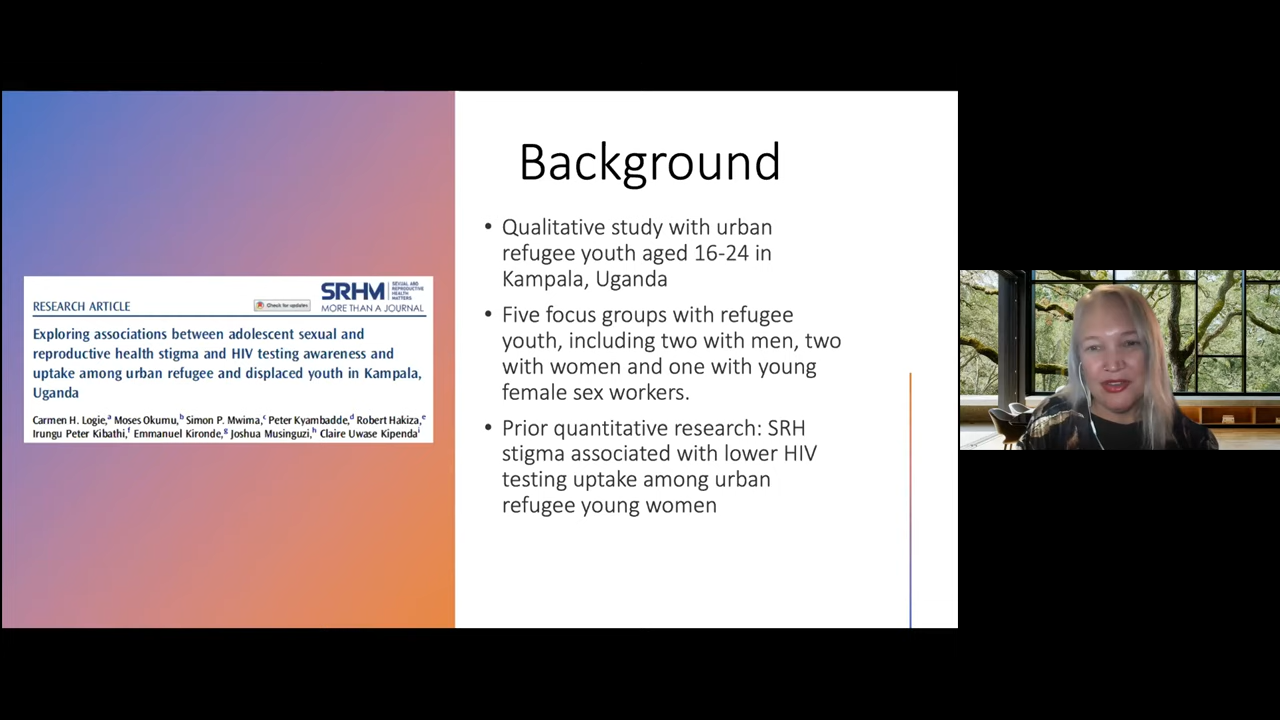 RESEARCH ARTICLE
Check for updates
SRHM
SEXUAL AND
REPRODUCTIVE
HEALTH
MATTERS
MORE THAN A JOURNAL
Exploring associations between adolescent sexual and
reproductive health stigma and HIV testing awareness and
uptake among urban refugee and displaced youth in Kampala,
Uganda
Carmen H. Logie,a Moses Okumu,b Simon P. Mwima,c Peter Kyambadde,d Robert Hakiza,e
Irungu Peter Kibathi,f Emmanuel Kironde,g Joshua Musinguzi,h Claire Uwase Kipendai
Background
• Qualitative study with urban
refugee youth aged 16-24 in
Kampala, Uganda
• Five focus groups with refugee
youth, including two with men, two
with women and one with young
female sex workers.
• Prior quantitative research: SRH
stigma associated with lower HIV
testing uptake among urban
refugee young women